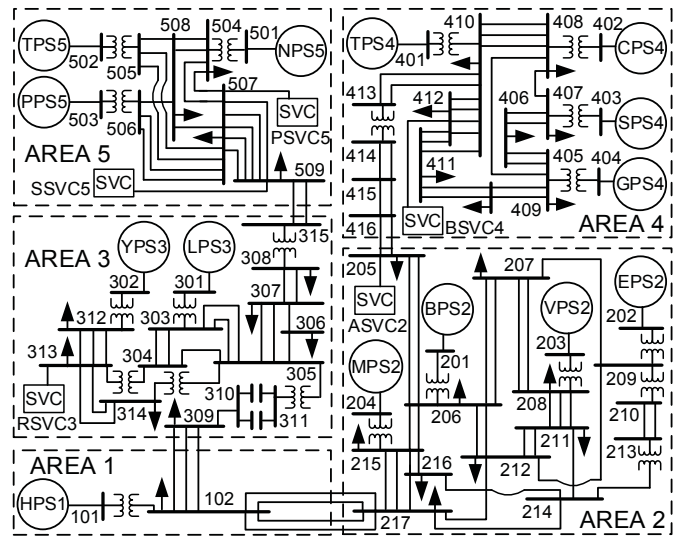 TPS5
502
505
508
504
501
NPS5
PPS5
503
506
507
SVC
PSVC5
AREA 5
SSVC5
SVC
509
TPS4
401
410
408
402
CPS4
413
412
406
407
403
SPS4
414
411
405
404
GPS4
415
416
SVC
BSVC4
409
AREA 4
AREA 3
YPS3
LPS3
315
308
302
301
307
312
303
306
313
304
305
SVC
RSVC3
314
310
311
309
205
SVC
ASVC2
207
EPS2
BPS2
VPS2
202
MPS2
201
203
209
204
206
208
210
211
213
215
216
212
214
217
AREA 2
AREA 1
HPS1
101
102